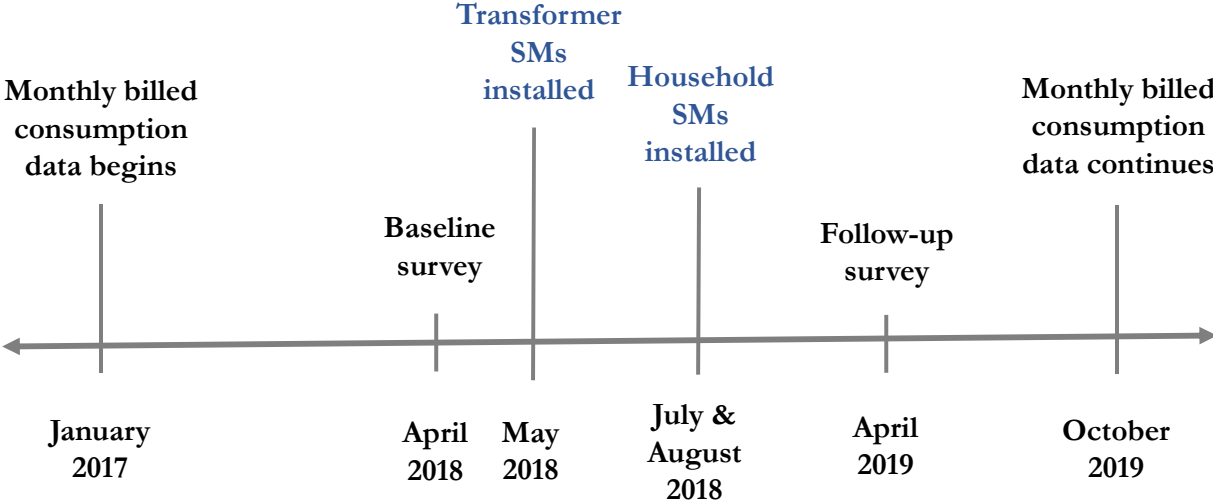 Transformer
SMs
installed
Household
SMs
installed
Monthly billed
consumption
data begins
Monthly billed
consumption
data continues
Baseline
survey
Follow-up
survey
January
2017
April
2018
May
2018
July &
August
2018
April
2019
October
2019